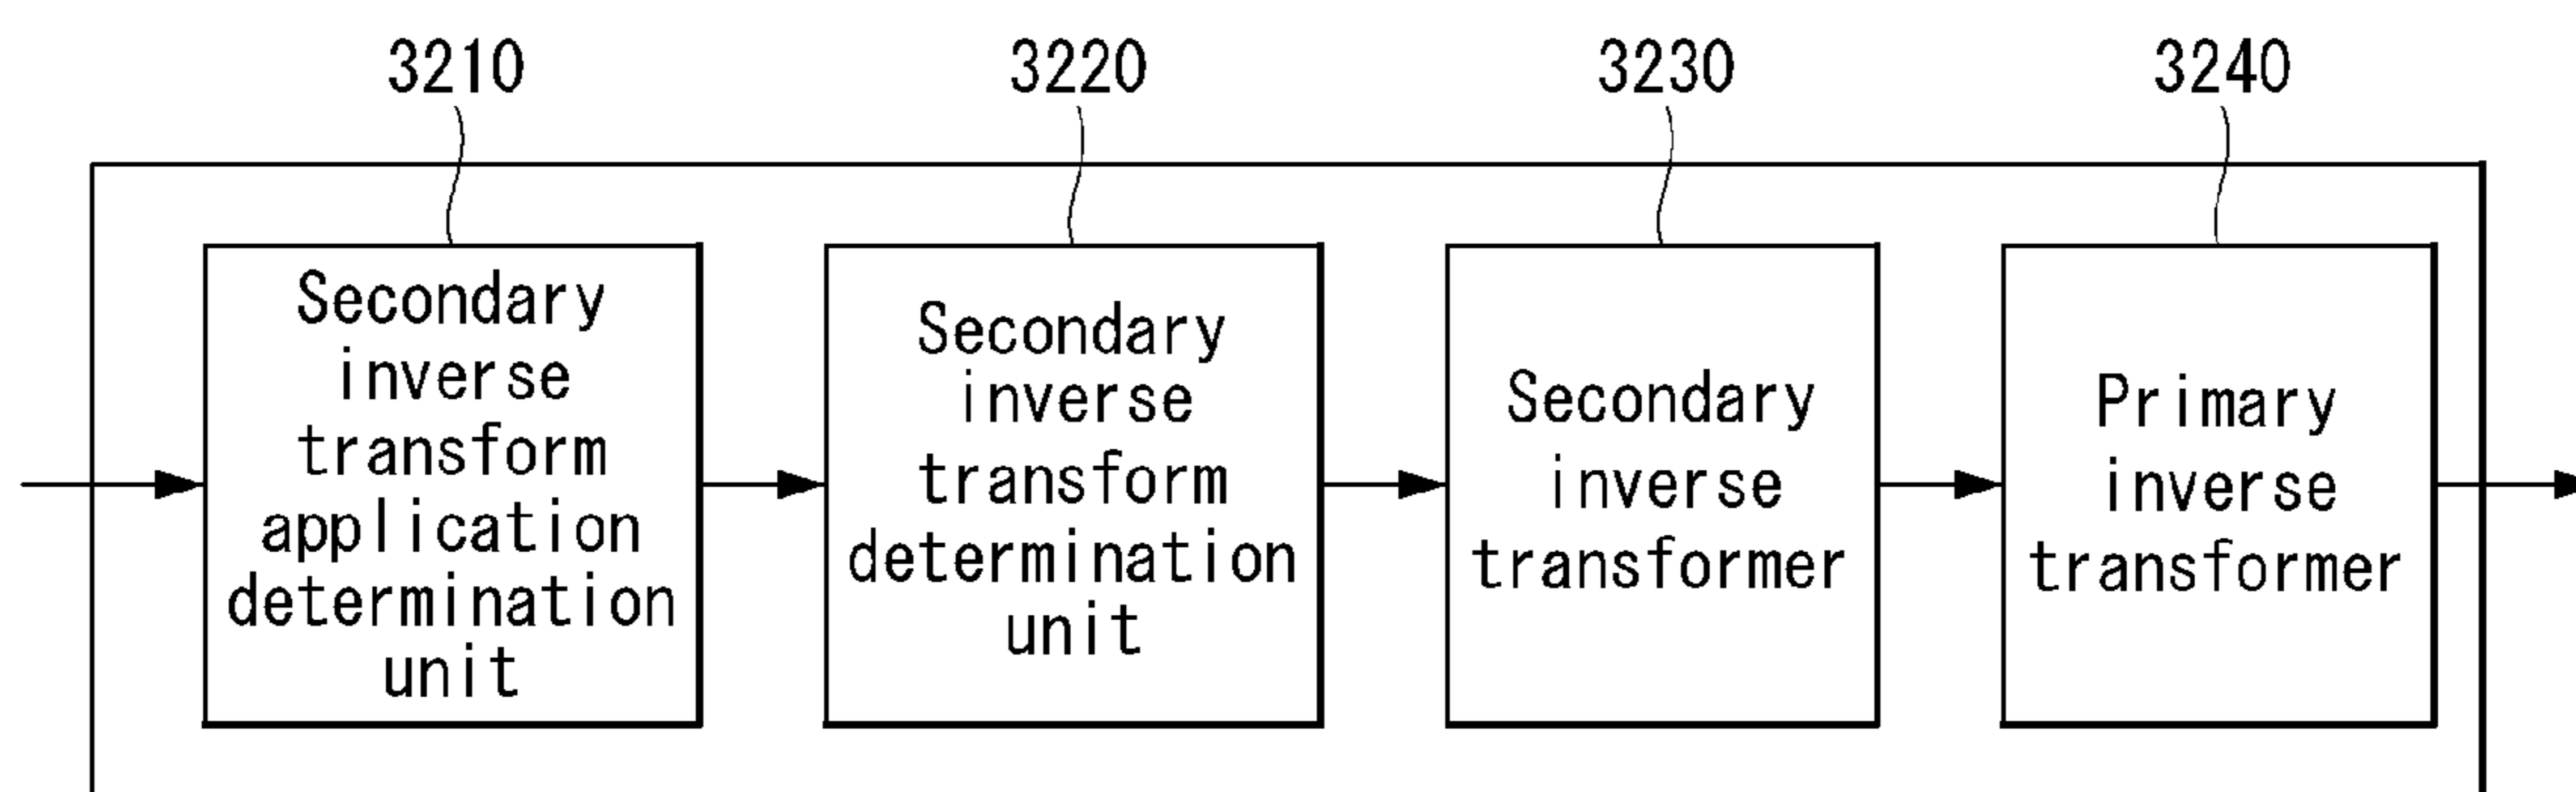 3210
3220
3230
3240
Secondary
inverse
transform
application
determination
unit
Secondary
inverse
transform
determination
unit
Secondary
inverse
transformer
Primary
inverse
transformer